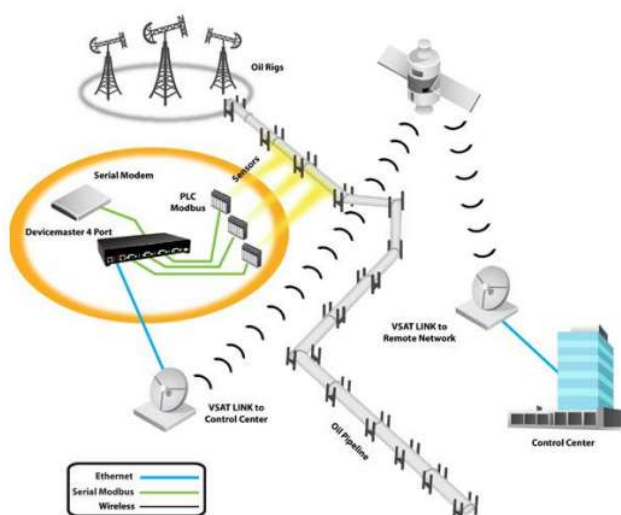 Oil Rigs
Sensors
Serial Modem
PLC
Modbus
Devicemaster 4 Port
VSAT LINK to
Remote Network
VSAT LINK to
Control Center
Oil Pipeline
Control Center
Ethernet
Serial Modbus
Wireless